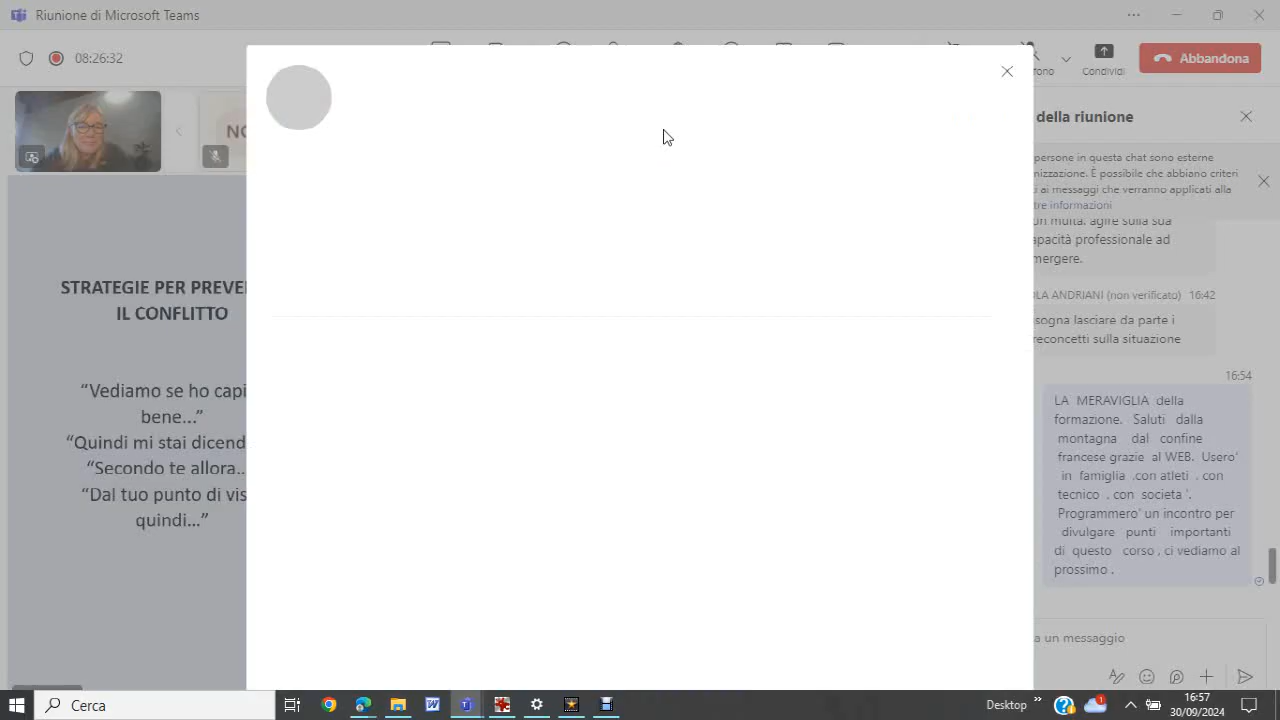 Riunione di Microsoft Teams
08:26:32
Condividi
Abbandona
NO
della riunione
persone in questa chat sono esterne
nizzazione. È possibile che abbiano criteri
i ai messaggi che verranno applicati alla
tre informazioni
un multa. agire sulla sua
apacità professionale ad
mergere.
OLA ANDRIANI (non verificato) 16:42
sogna lasciare da parte i
reconcetti sulla situazione
16:54
LA MERAVIGLIA della
formazione. Saluti dalla
montagna dal confine
francese grazie al WEB. Usero'
in famiglia .con atleti . con
tecnico . con societa '.
Programmero' un incontro per
divulgare punti importanti
di questo corso , ci vediamo al
prossimo .
a un messaggio
STRATEGIE PER PREVE
IL CONFLITTO
“Vediamo se ho capi
bene…”
“Quindi mi stai dicend
“Secondo te allora..
“Dal tuo punto di vis
quindi…”
Cerca
Desktop
16:57
30/09/2024